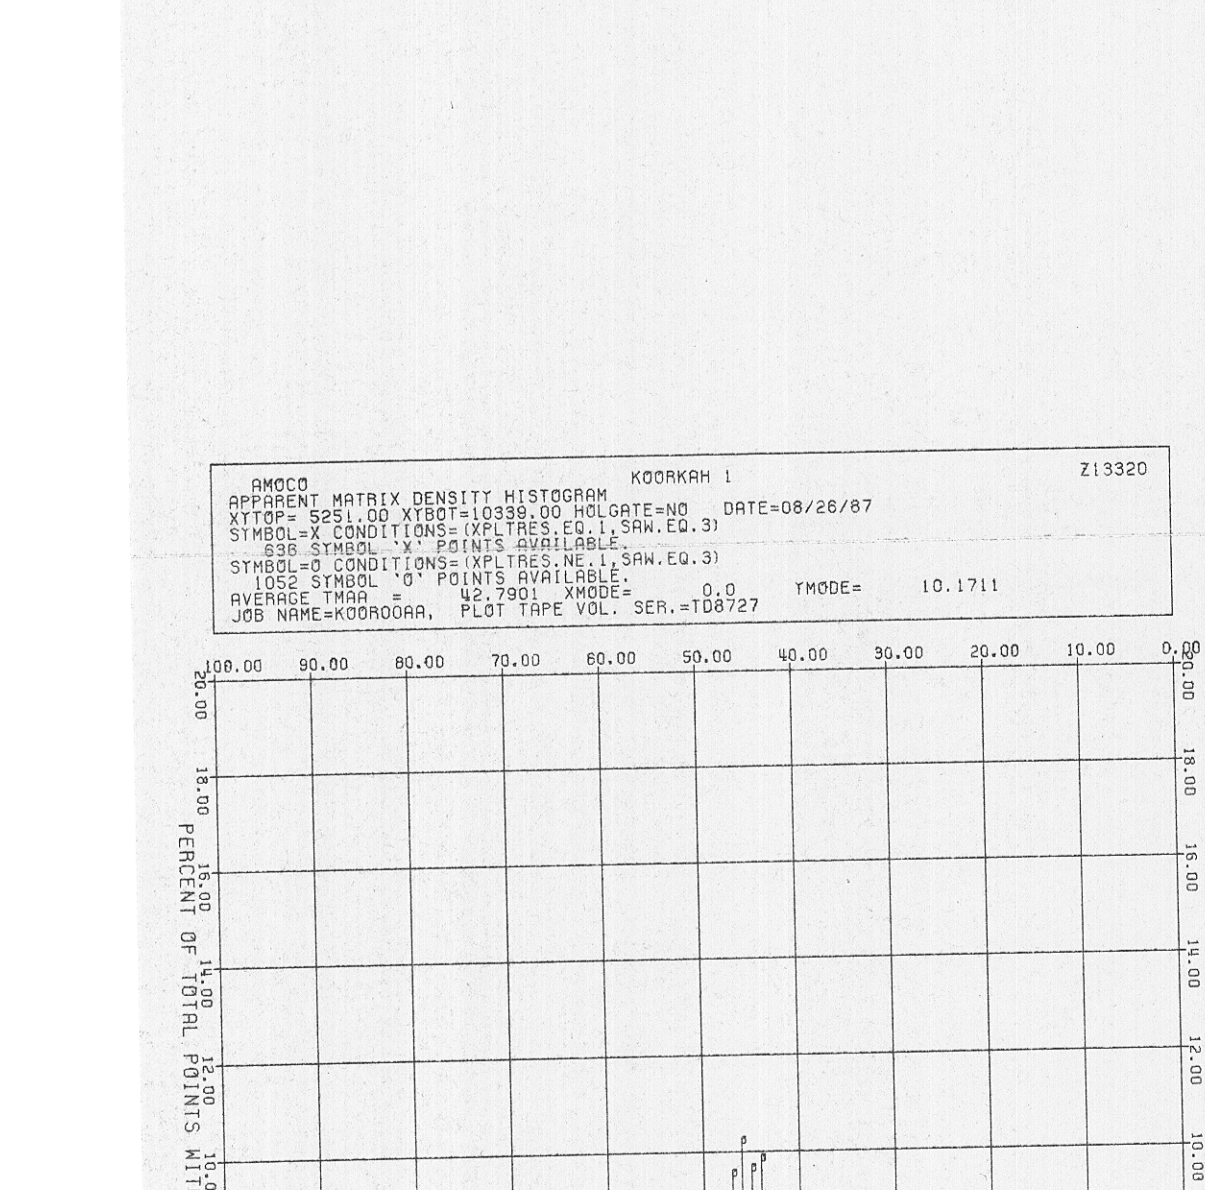 AMOCO KOORKAH 1 Z13320
APPARENT MATRIX DENSITY HISTOGRAM
XYTOP= 5251.00 XYBOT=10339.00 HOLGATE=NO DATE=08/26/87
SYMBOL=X CONDITIONS=(XPLTRES.EQ.1,SAW.EQ.3)
636 SYMBOL 'X' POINTS AVAILABLE.
SYMBOL=O CONDITIONS=(XPLTRES.NE.1,SAW.EQ.3)
1052 SYMBOL 'O' POINTS AVAILABLE.
AVERAGE TMAA = 42.7901 XMODE= 0.0 YMODE= 10.1711
JOB NAME=KOOROOAA, PLOT TAPE VOL. SER.=TD8727
100.00 90.00 80.00 70.00 60.00 50.00 40.00 30.00 20.00 10.00 0.00
20.00 20.00
18.00 18.00
16.00 16.00
14.00 14.00
12.00 12.00
10.0 10.00
PERCENT OF TOTAL POINTS WIT